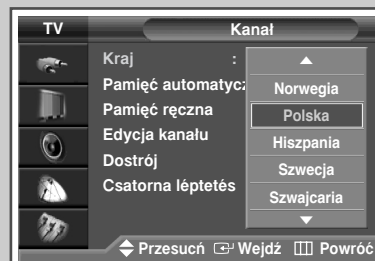 TV Kanał
Kraj :
Pamięć automatycz
Pamięć ręczna
Edycja kanału
Dostrój
Csatorna léptetés
Norwegia
Polska
Hiszpania
Szwecja
Szwajcaria
Przesuń Wejdź Powróć